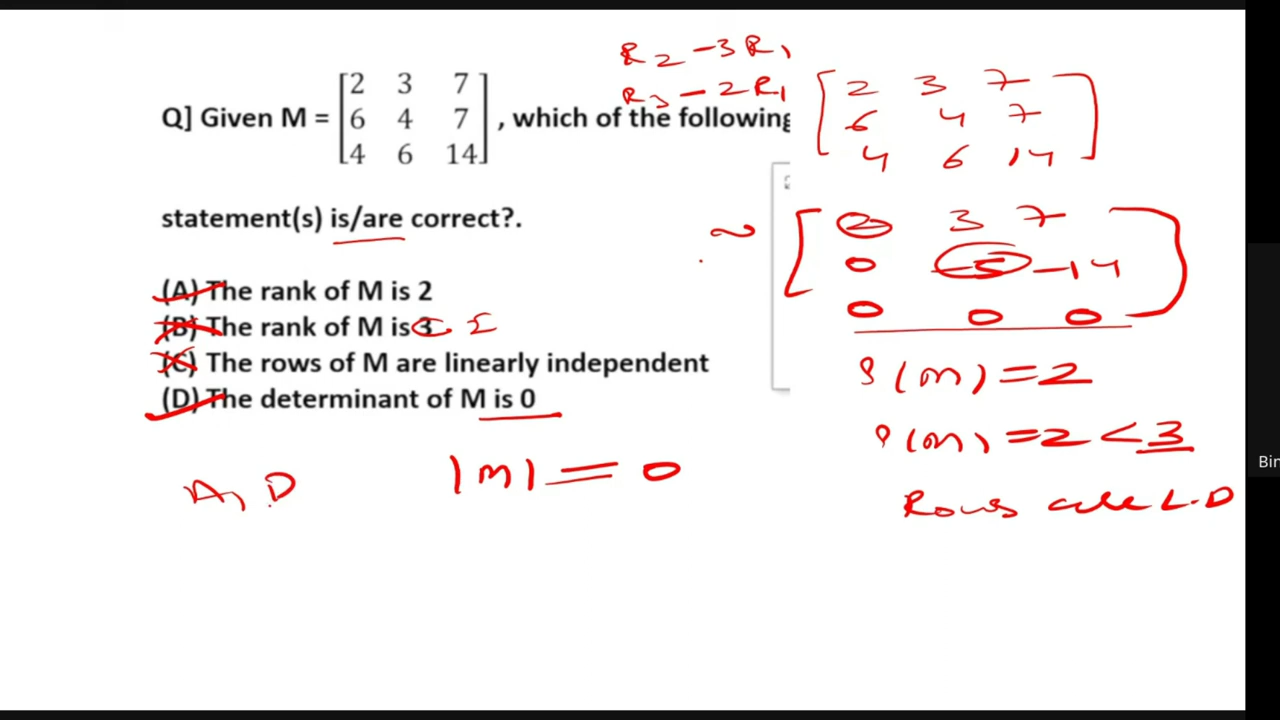 R2 - 3R1
R3 - 2R1
Q] Given M = [2 3 7
6 4 7
4 6 14] , which of the following
statement(s) is/are correct?.
(A) The rank of M is 2
(B) The rank of M is 3
(C) The rows of M are linearly independent
(D) The determinant of M is 0
A, D
|M| = 0
[2 3 7
6 4 7
4 6 14]
~ [2 3 7
0 -5 -14
0 0 0]
ρ(M) = 2
ρ(M) = 2 < 3
Rows are L.D
Bin